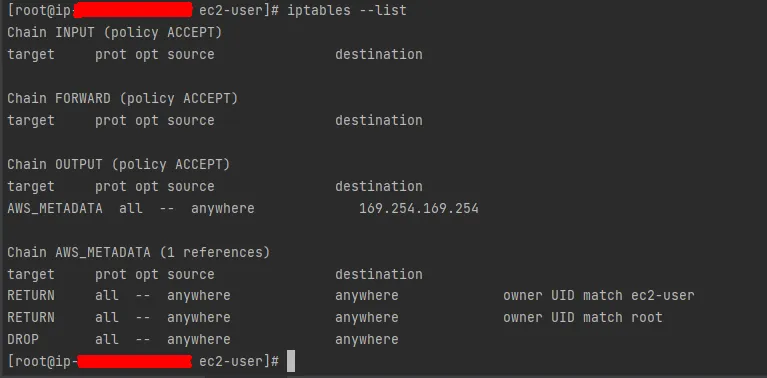 [root@ip- ec2-user]# iptables --list
Chain INPUT (policy ACCEPT)
target     prot opt source               destination

Chain FORWARD (policy ACCEPT)
target     prot opt source               destination

Chain OUTPUT (policy ACCEPT)
target     prot opt source               destination
AWS_METADATA  all  --  anywhere             169.254.169.254

Chain AWS_METADATA (1 references)
target     prot opt source               destination
RETURN     all  --  anywhere             anywhere             owner UID match ec2-user
RETURN     all  --  anywhere             anywhere             owner UID match root
DROP       all  --  anywhere             anywhere
[root@ip- ec2-user]#